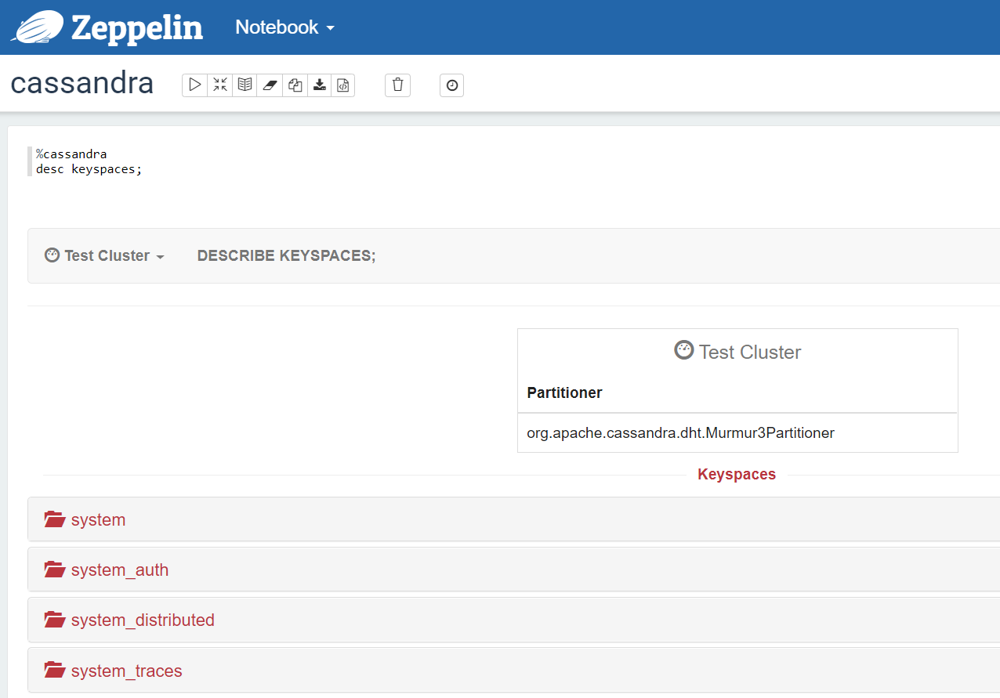 Zeppelin Notebook
cassandra
%cassandra
desc keyspaces;
Test Cluster DESCRIBE KEYSPACES;
Test Cluster
Partitioner
org.apache.cassandra.dht.Murmur3Partitioner
Keyspaces
system
system_auth
system_distributed
system_traces